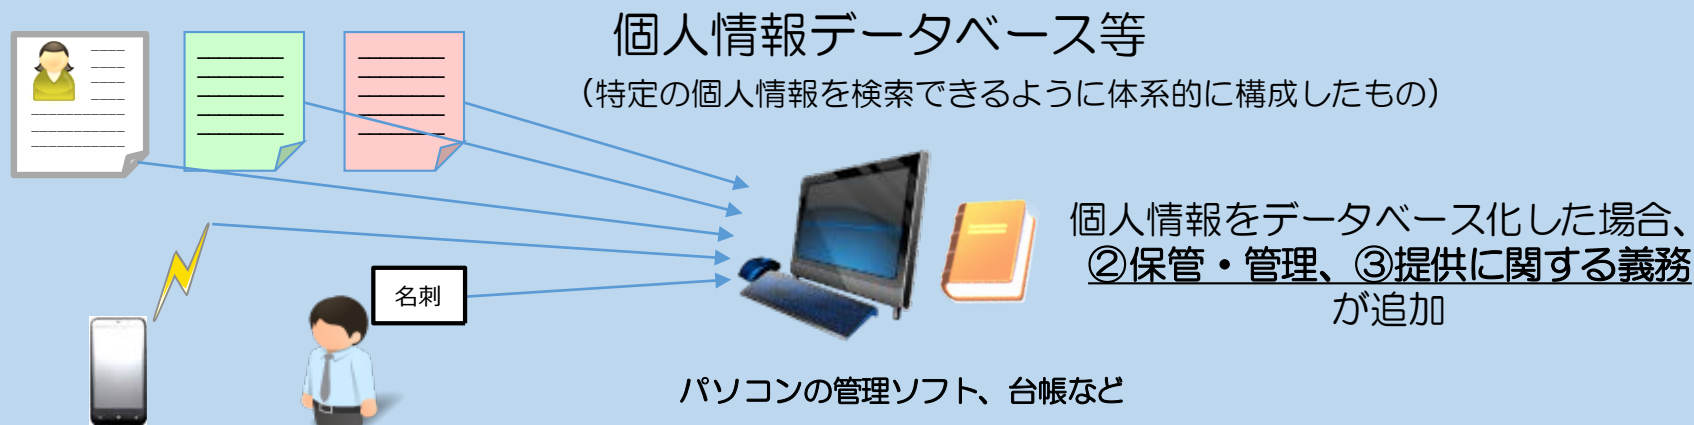 個人情報データベース等
（特定の個人情報を検索できるように体系的に構成したもの）
個人情報をデータベース化した場合、
②保管・管理、③提供に関する義務
が追加
名刺
パソコンの管理ソフト、台帳など